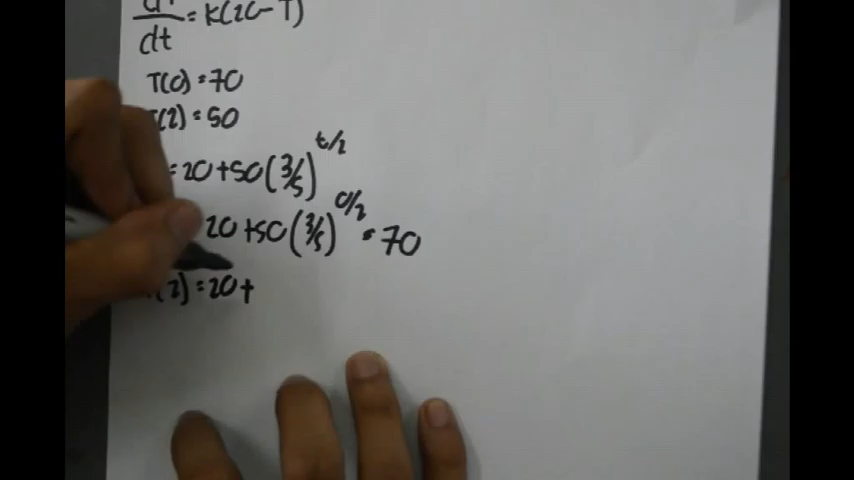 dT/dt = K(20-T)
T(0) = 70
T(2) = 50
= 20+50(3/5)^t/2
20+50(3/5)^0/2 = 70
(2) = 20+